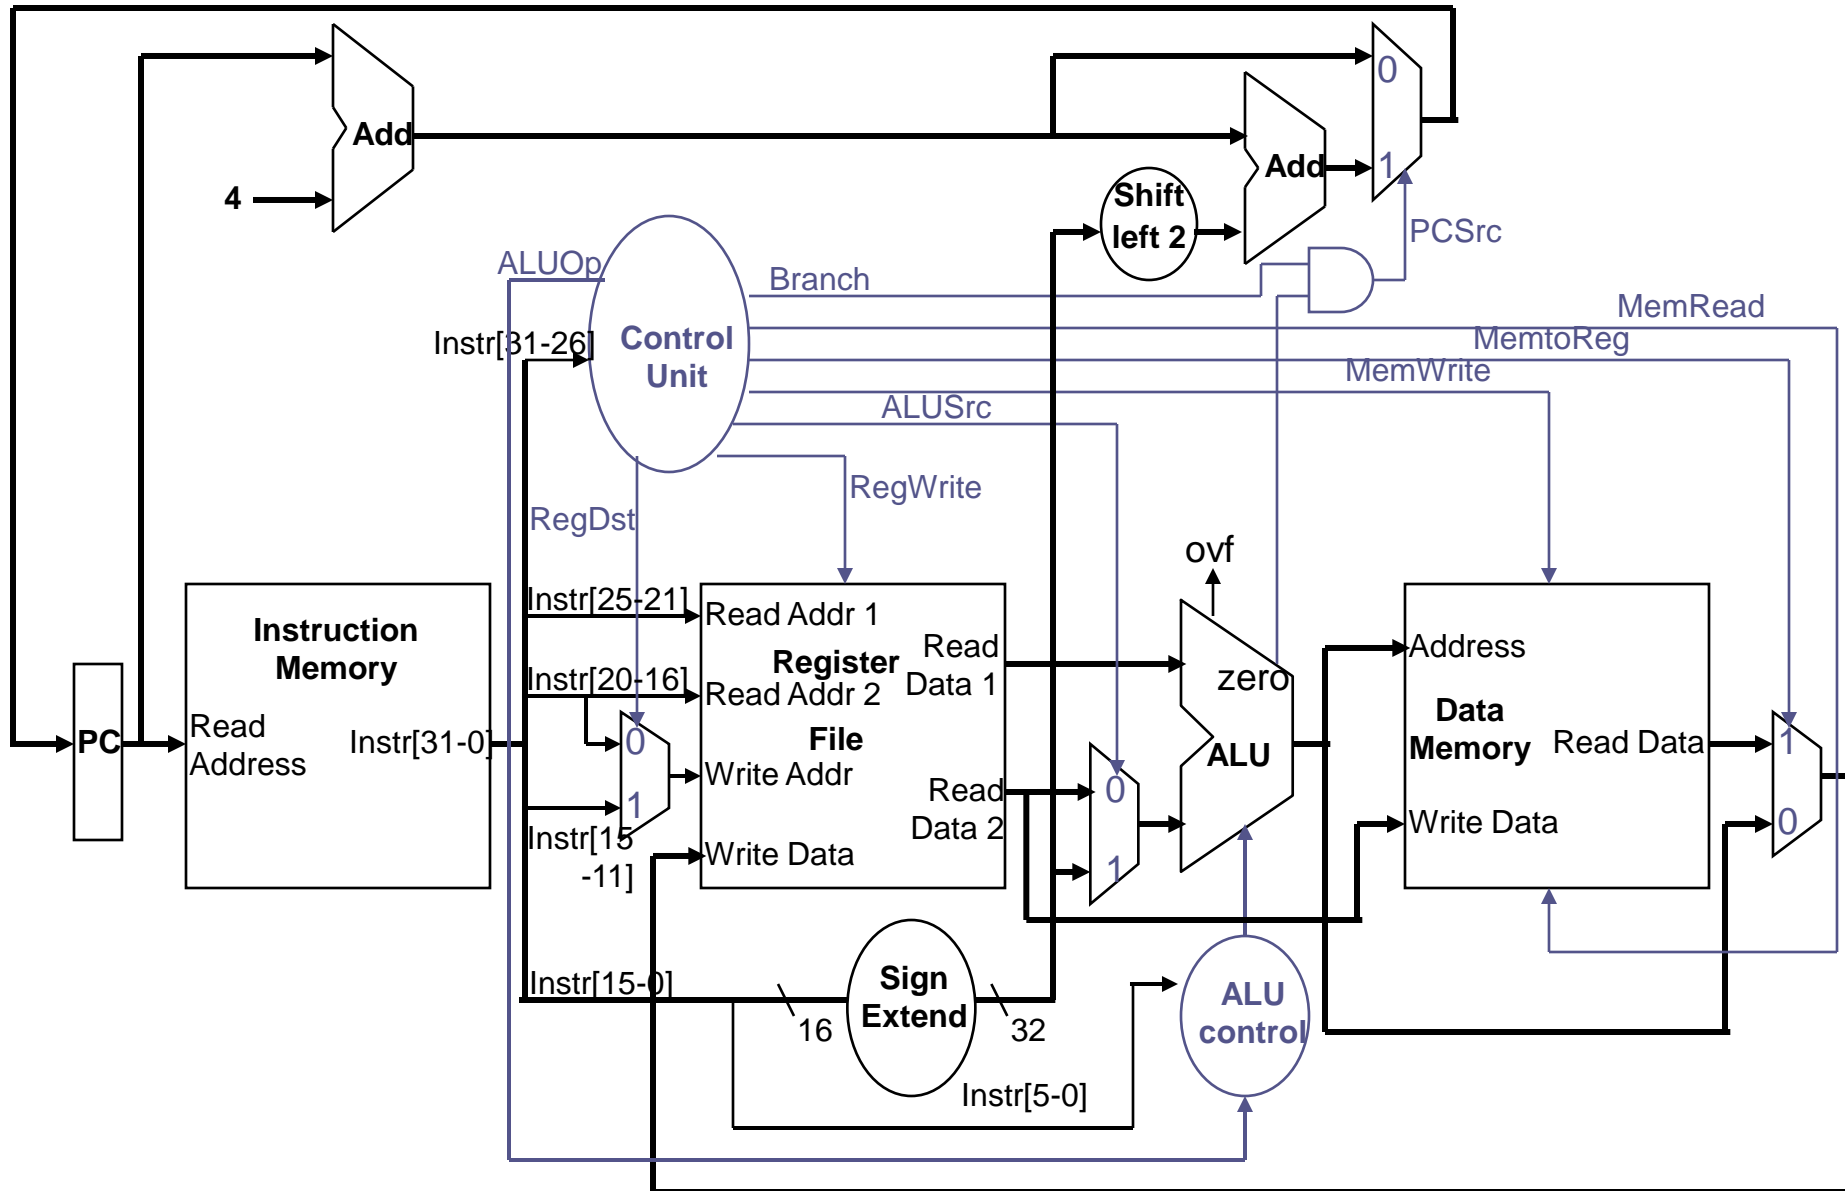 0
Add
1
Add
4
Shift
left 2
PCSrc
ALUOp
Branch
MemRead
Instr[31-26]
Control
Unit
MemtoReg
MemWrite
ALUSrc
RegWrite
RegDst
ovf
Instr[25-21]
Read Addr 1
Instruction
Memory
Register
File
Read
Data 1
Address
Instr[20-16]
Read Addr 2
zero
PC
Read
Address
Instr[31-0]
0
1
Write Addr
ALU
Data
Memory
Read Data
1
0
Read
Data 2
0
1
Write Data
Instr[15
-11]
Write Data
Instr[15-0]
16
Sign
Extend
32
ALU
control
Instr[5-0]